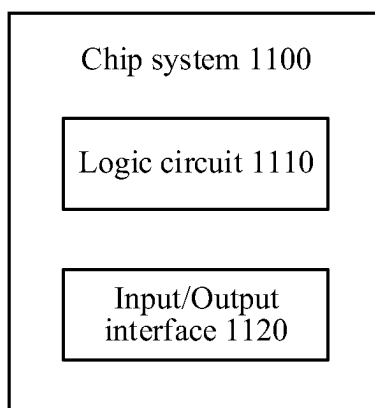 Chip system 1100
Logic circuit 1110
Input/Output
interface 1120